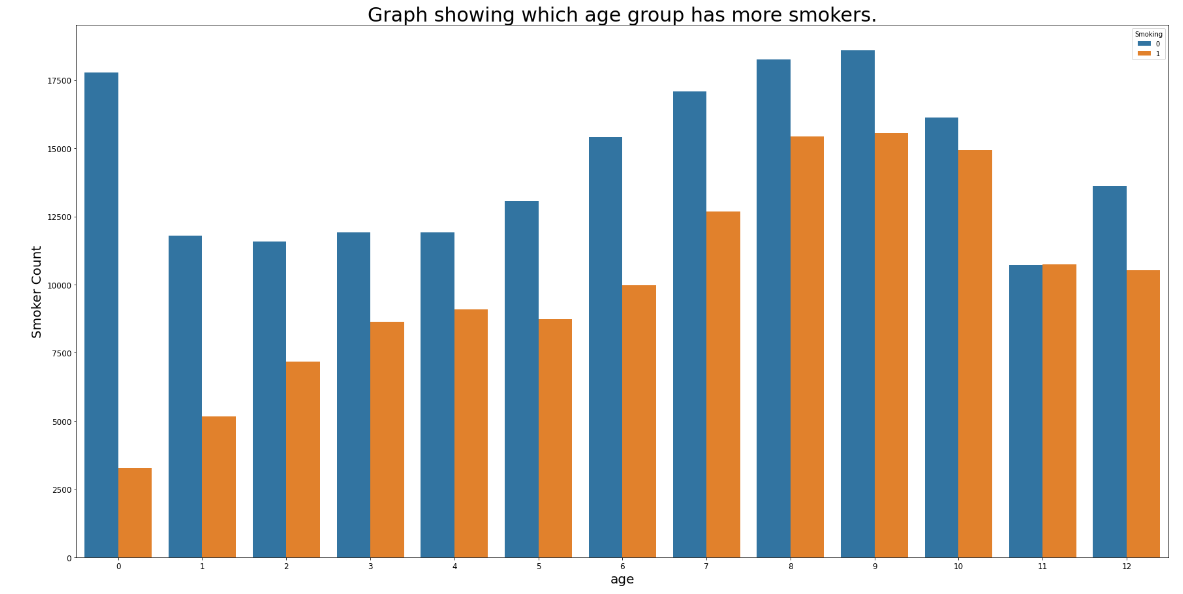 Graph showing which age group has more smokers.
Smoking
0
1
Smoker Count
17500
15000
12500
10000
7500
5000
2500
0
0 1 2 3 4 5 6 7 8 9 10 11 12
age